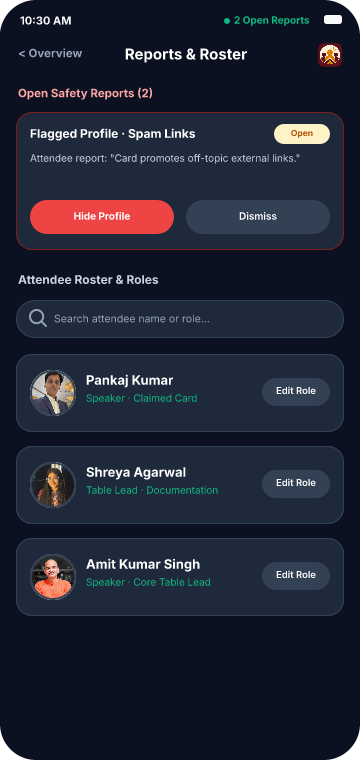 10:30 AM
2 Open Reports
< Overview
Reports & Roster
Open Safety Reports (2)
Flagged Profile · Spam Links
Open
Attendee report: "Card promotes off-topic external links."
Hide Profile
Dismiss
Attendee Roster & Roles
Search attendee name or role...
Pankaj Kumar
Speaker · Claimed Card
Edit Role
Shreya Agarwal
Table Lead · Documentation
Edit Role
Amit Kumar Singh
Speaker · Core Table Lead
Edit Role